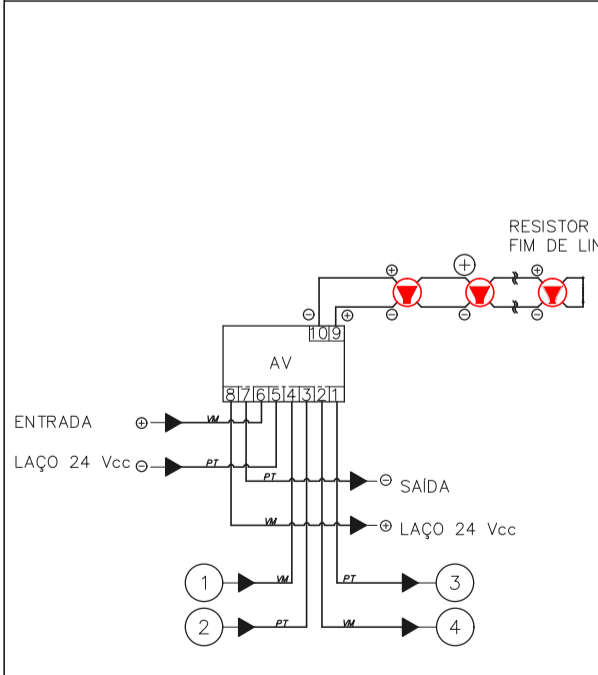 RESISTOR
FIM DE LIN
⊕ ⊕ ⊕
⊖ ⊖ ⊖
⊖ 10 9 ⊕
AV
8 7 6 5 4 3 2 1
ENTRADA ⊕ VM
LAÇO 24 Vcc ⊖ PT
PT ⊖ SAÍDA
VM ⊕ LAÇO 24 Vcc
1 VM PT 3
2 PT VM 4